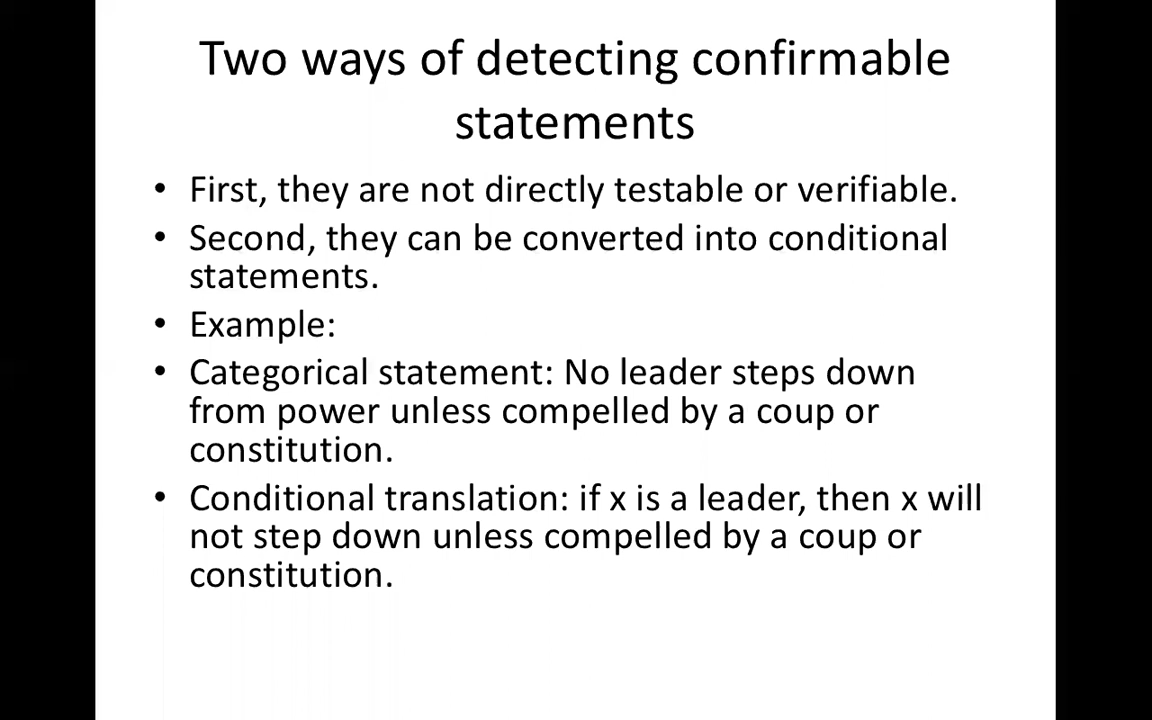 Two ways of detecting confirmable
statements
• First, they are not directly testable or verifiable.
• Second, they can be converted into conditional
statements.
• Example:
• Categorical statement: No leader steps down
from power unless compelled by a coup or
constitution.
• Conditional translation: if x is a leader, then x will
not step down unless compelled by a coup or
constitution.